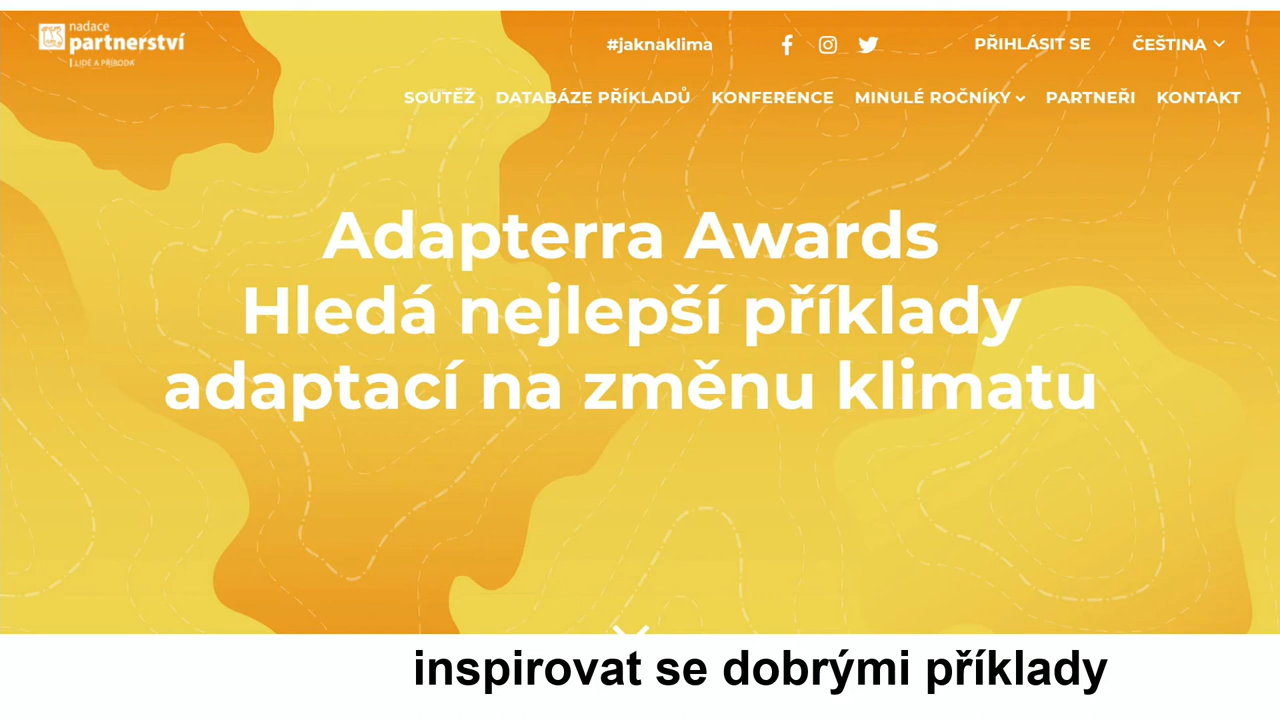 nadace
partnerství
LIDÉ A PŘÍRODA
#jaknaklima
PŘIHLÁSIT SE
ČEŠTINA
SOUTĚŽ DATABÁZE PŘÍKLADŮ KONFERENCE MINULÉ ROČNÍKY PARTNEŘI KONTAKT
Adapterra Awards
Hledá nejlepší příklady
adaptací na změnu klimatu
inspirovat se dobrými příklady